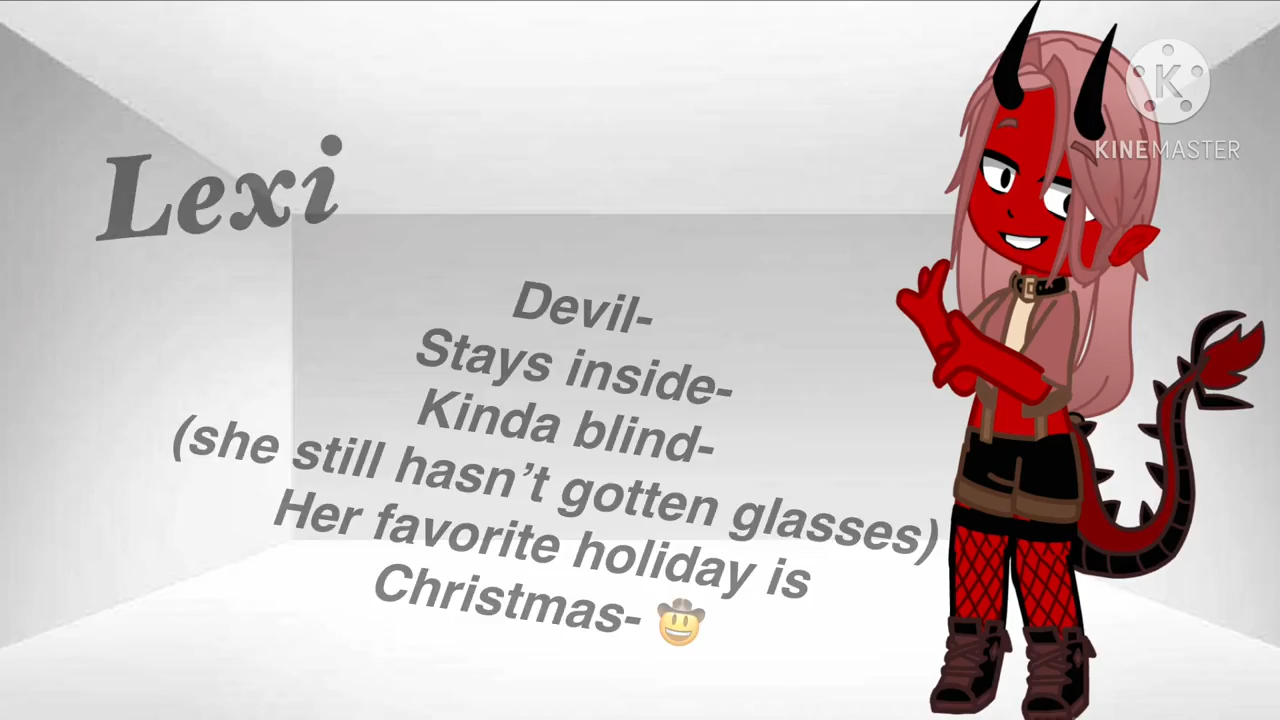 Lexi
Devil-
Stays inside-
Kinda blind-
(she still hasn’t gotten glasses)
Her favorite holiday is
Christmas- 🤠
K
KINEMASTER